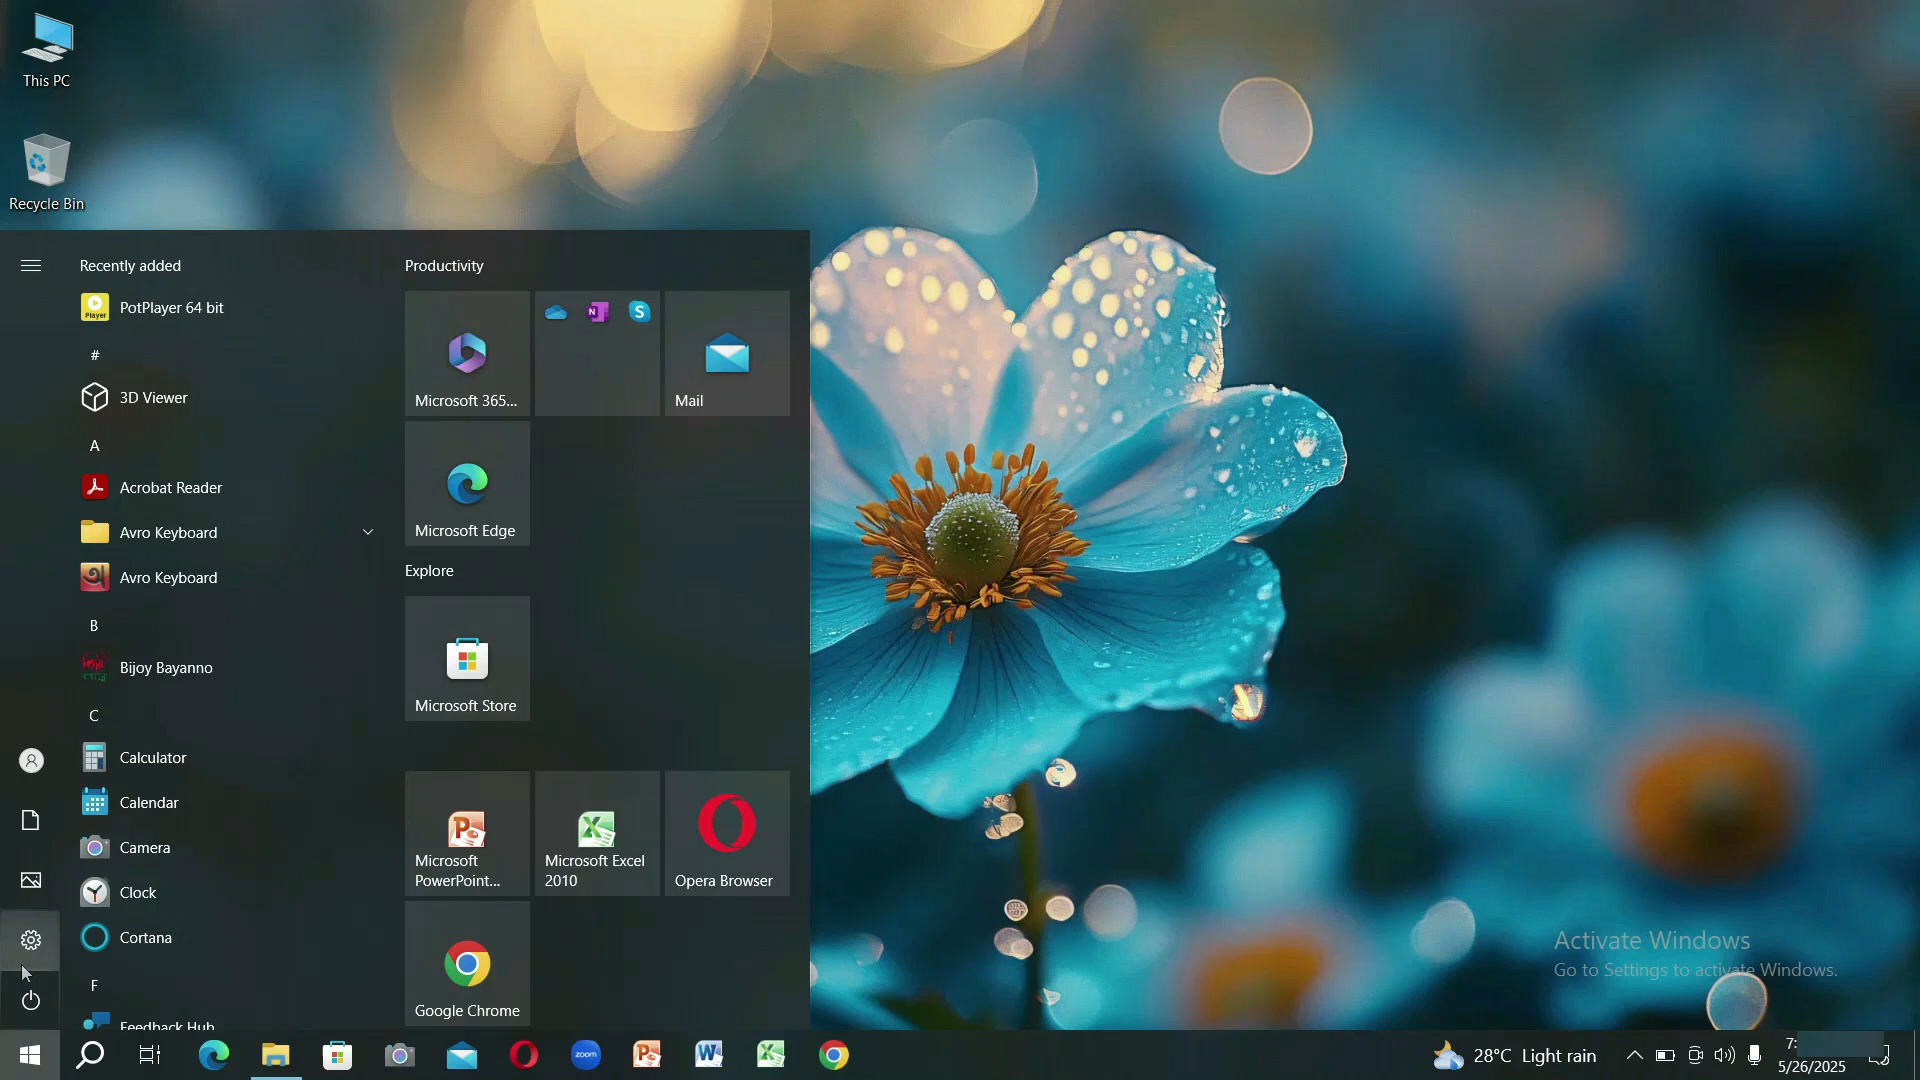 This PC
Recycle Bin
Recently added
PotPlayer 64 bit
#
3D Viewer
A
Acrobat Reader
Avro Keyboard
Avro Keyboard
B
Bijoy Bayanno
C
Calculator
Calendar
Camera
Clock
Cortana
F
Feedback Hub
Productivity
Microsoft 365...
Mail
Microsoft Edge
Explore
Microsoft Store
Microsoft
PowerPoint...
Microsoft Excel
2010
Opera Browser
Google Chrome
Activate Windows
Go to Settings to activate Windows.
zoom
28°C Light rain
7:
5/26/2025